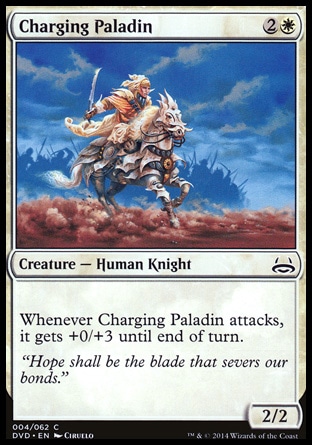 Charging Paladin 2
Creature — Human Knight
Whenever Charging Paladin attacks,
it gets +0/+3 until end of turn.
"Hope shall be the blade that severs our
bonds."
2/2
004/062 C
DVD • EN Ciruelo
™ & © 2014 Wizards of the Coast